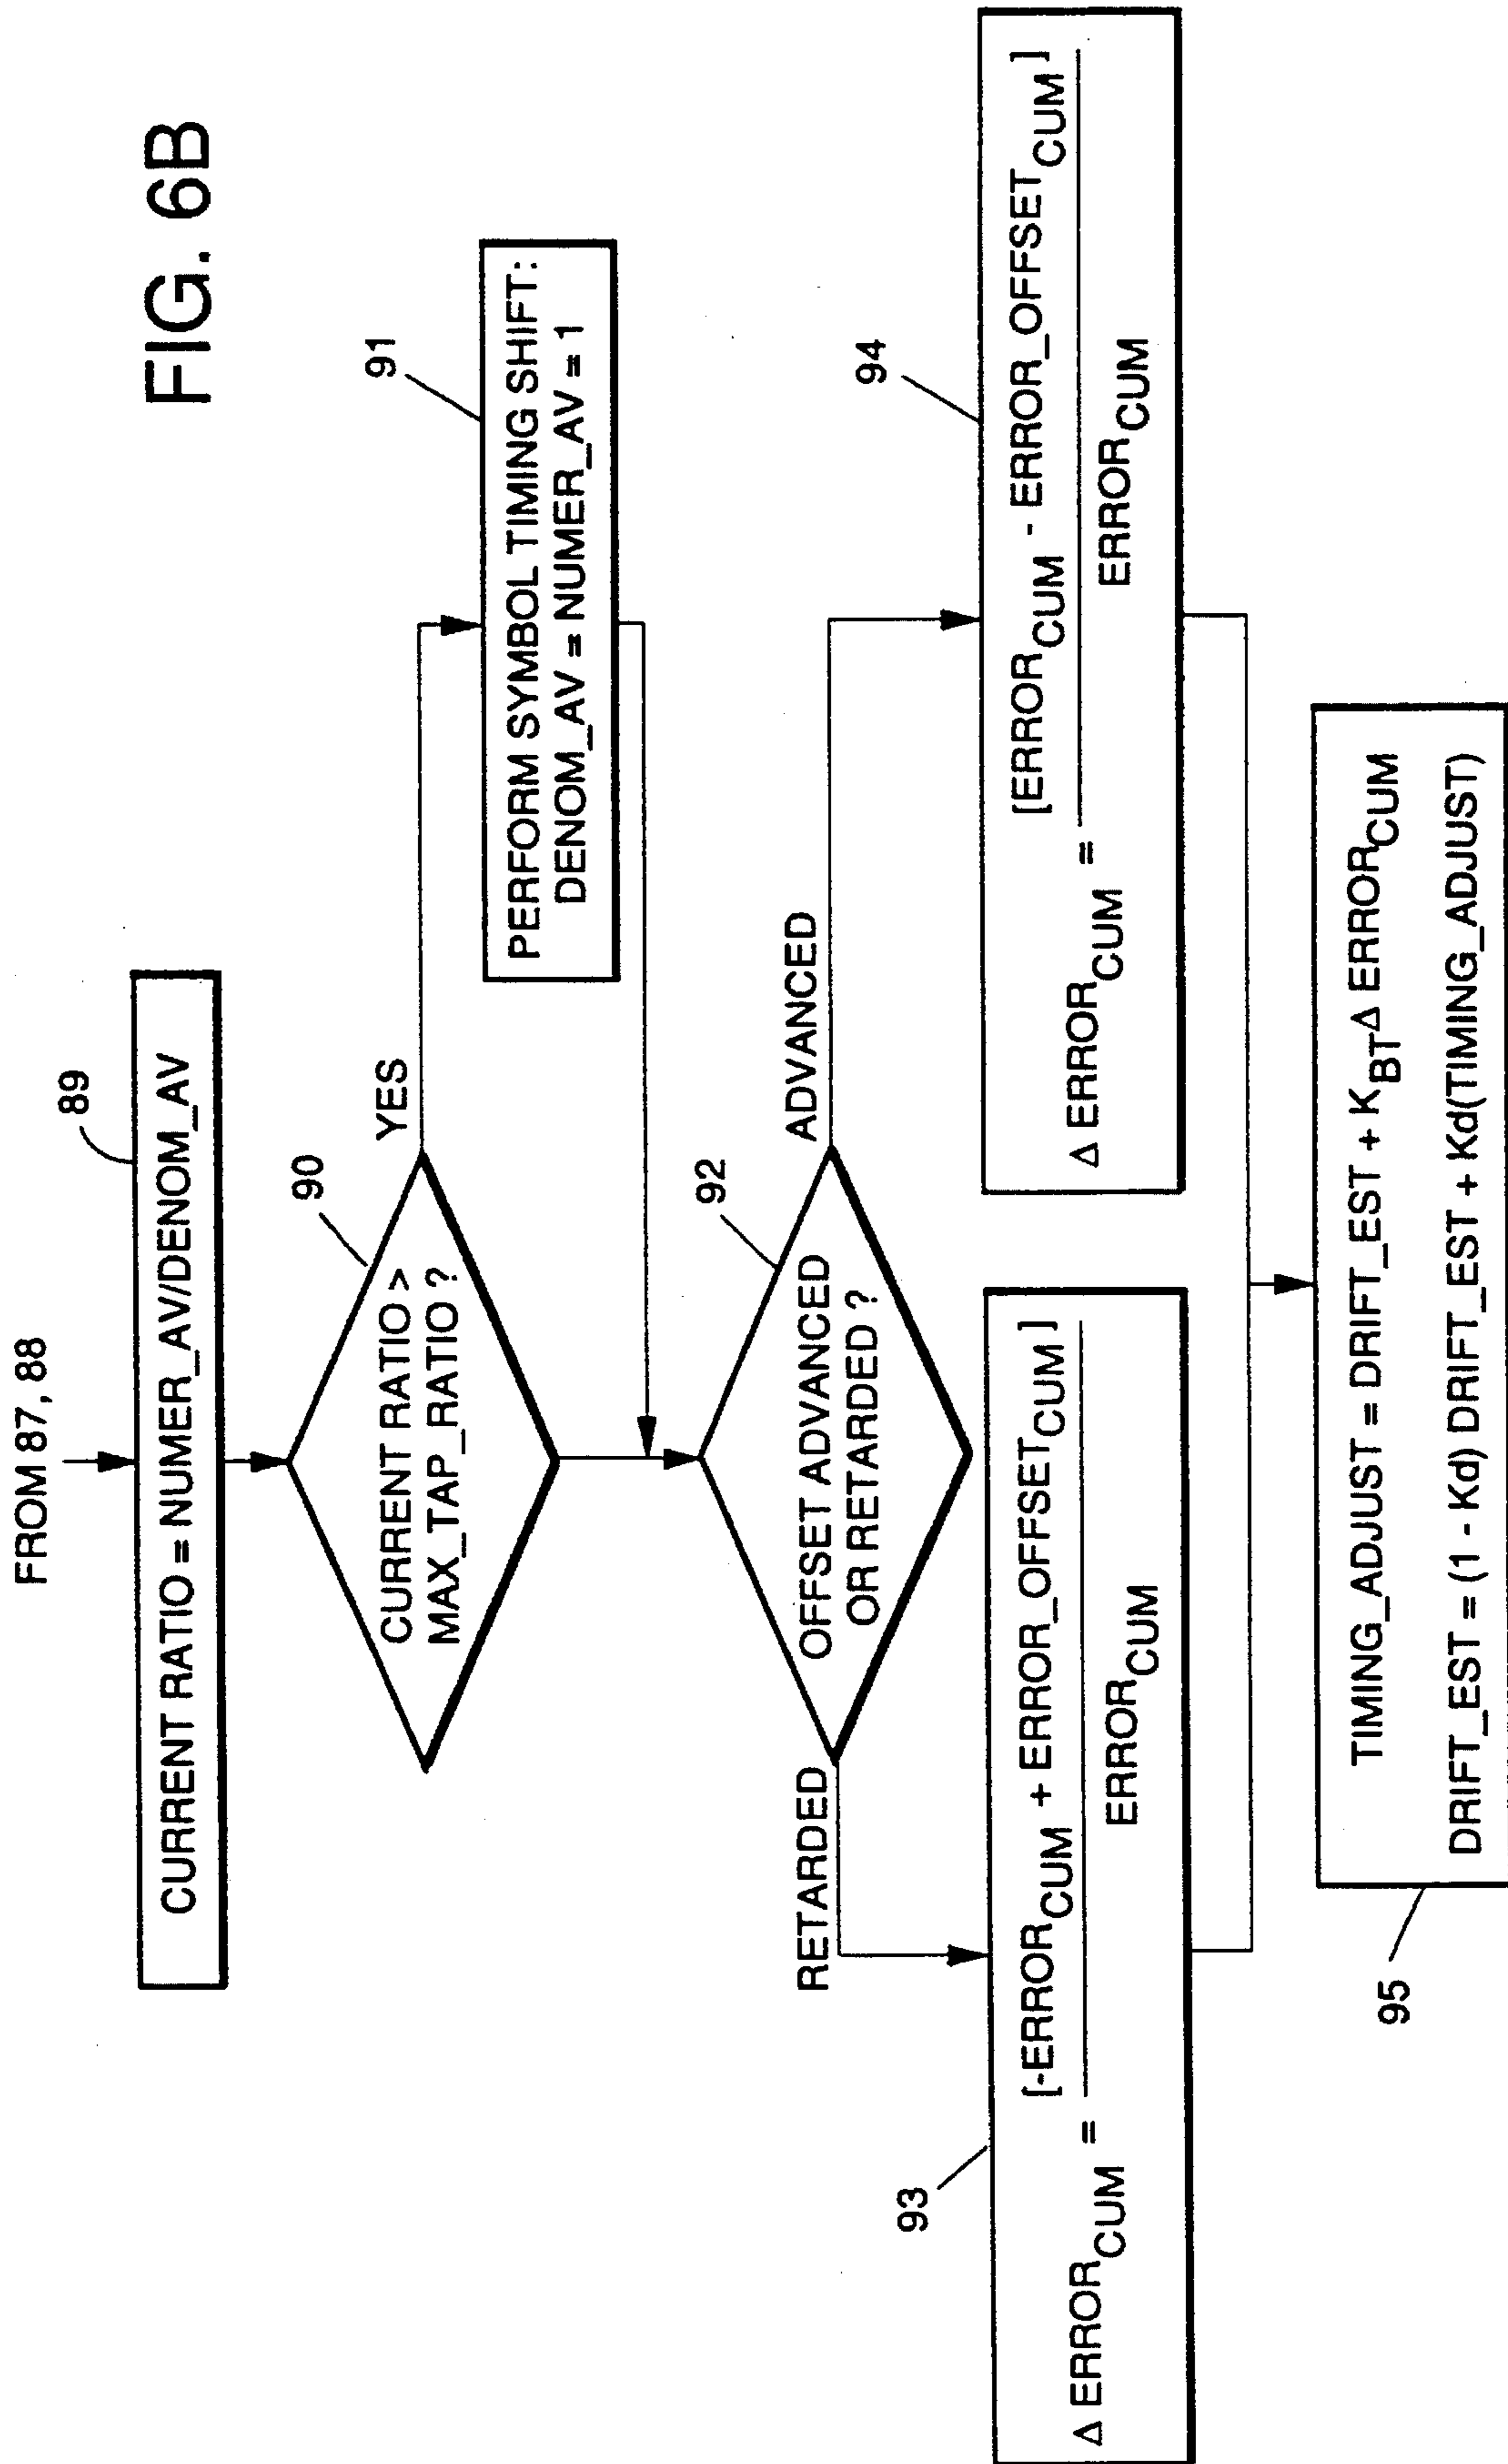 FIG. 6B
FROM 87, 88
89
CURRENT RATIO = NUMER_AV/DENOM_AV
90
CURRENT RATIO >
MAX_TAP_RATIO ?
YES
91
PERFORM SYMBOL TIMING SHIFT:
DENOM_AV = NUMER_AV = 1
92
OFFSET ADVANCED
OR RETARDED ?
RETARDED
ADVANCED
93
Δ ERROR_CUM = [-ERROR_CUM + ERROR_OFFSET_CUM]
ERROR_CUM
94
Δ ERROR_CUM = [ERROR_CUM - ERROR_OFFSET_CUM]
ERROR_CUM
95
TIMING_ADJUST = DRIFT_EST + K_BT Δ ERROR_CUM
DRIFT_EST = (1 - Kd) DRIFT_EST + Kd(TIMING_ADJUST)